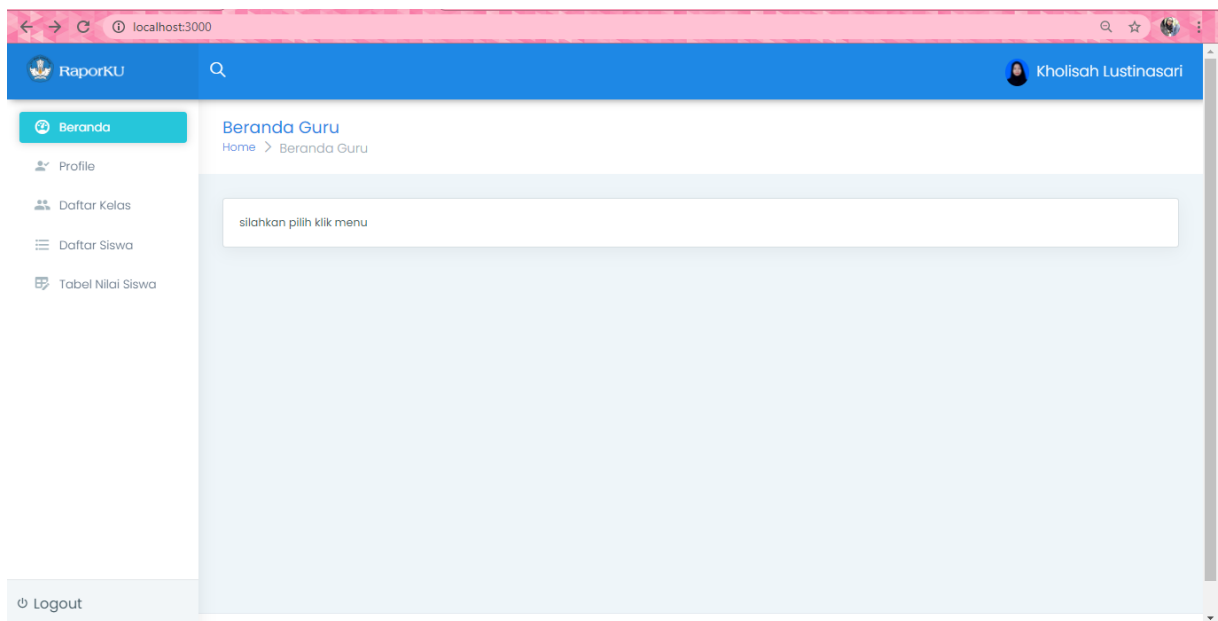 localhost:3000
RaporKU
Kholisah Lustinasari
Beranda
Profile
Daftar Kelas
Daftar Siswa
Tabel Nilai Siswa
Logout
Beranda Guru
Home > Beranda Guru
silahkan pilih klik menu